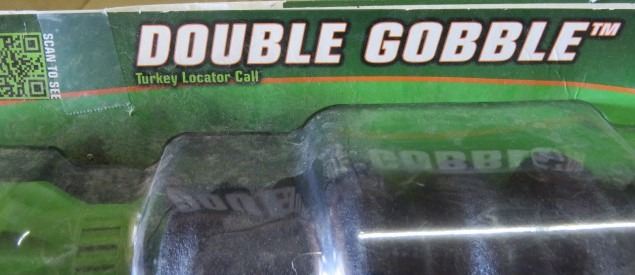 DOUBLE GOBBLE™
Turkey Locator Call
SCAN TO SEE